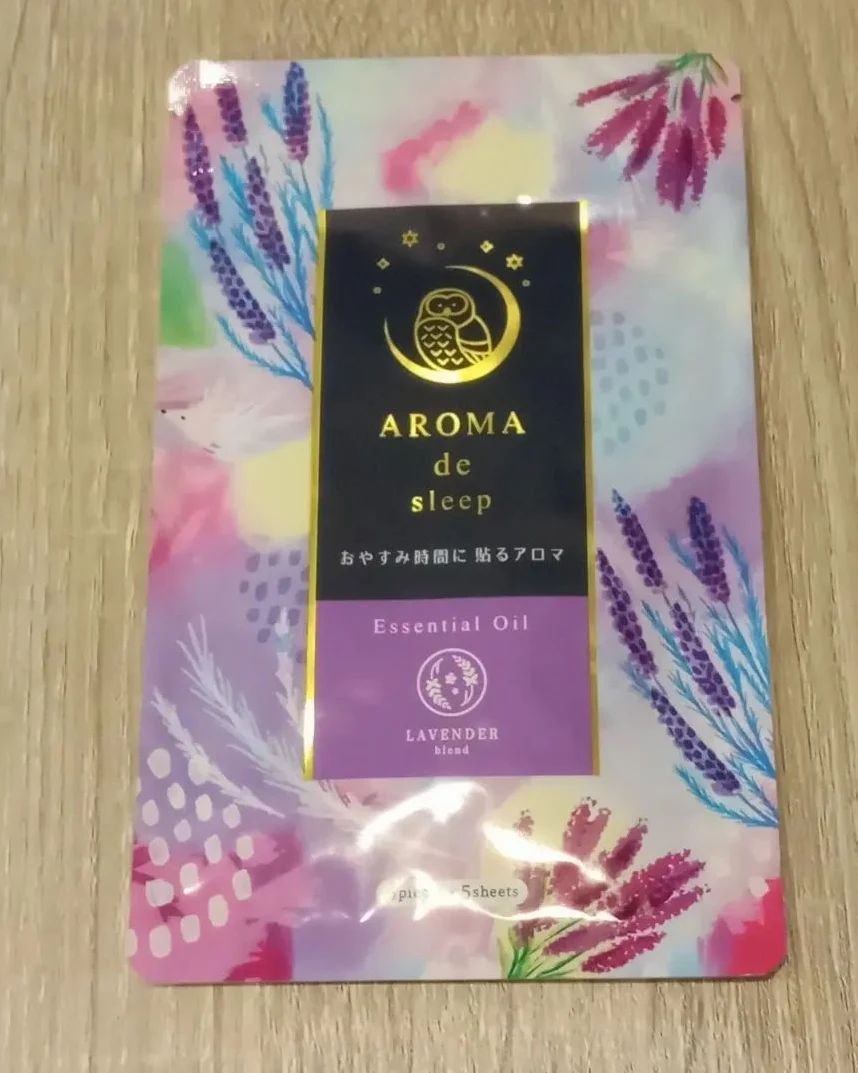 AROMA
de
sleep
おやすみ時間に 貼るアロマ
Essential Oil
LAVENDER
blend
5sheets